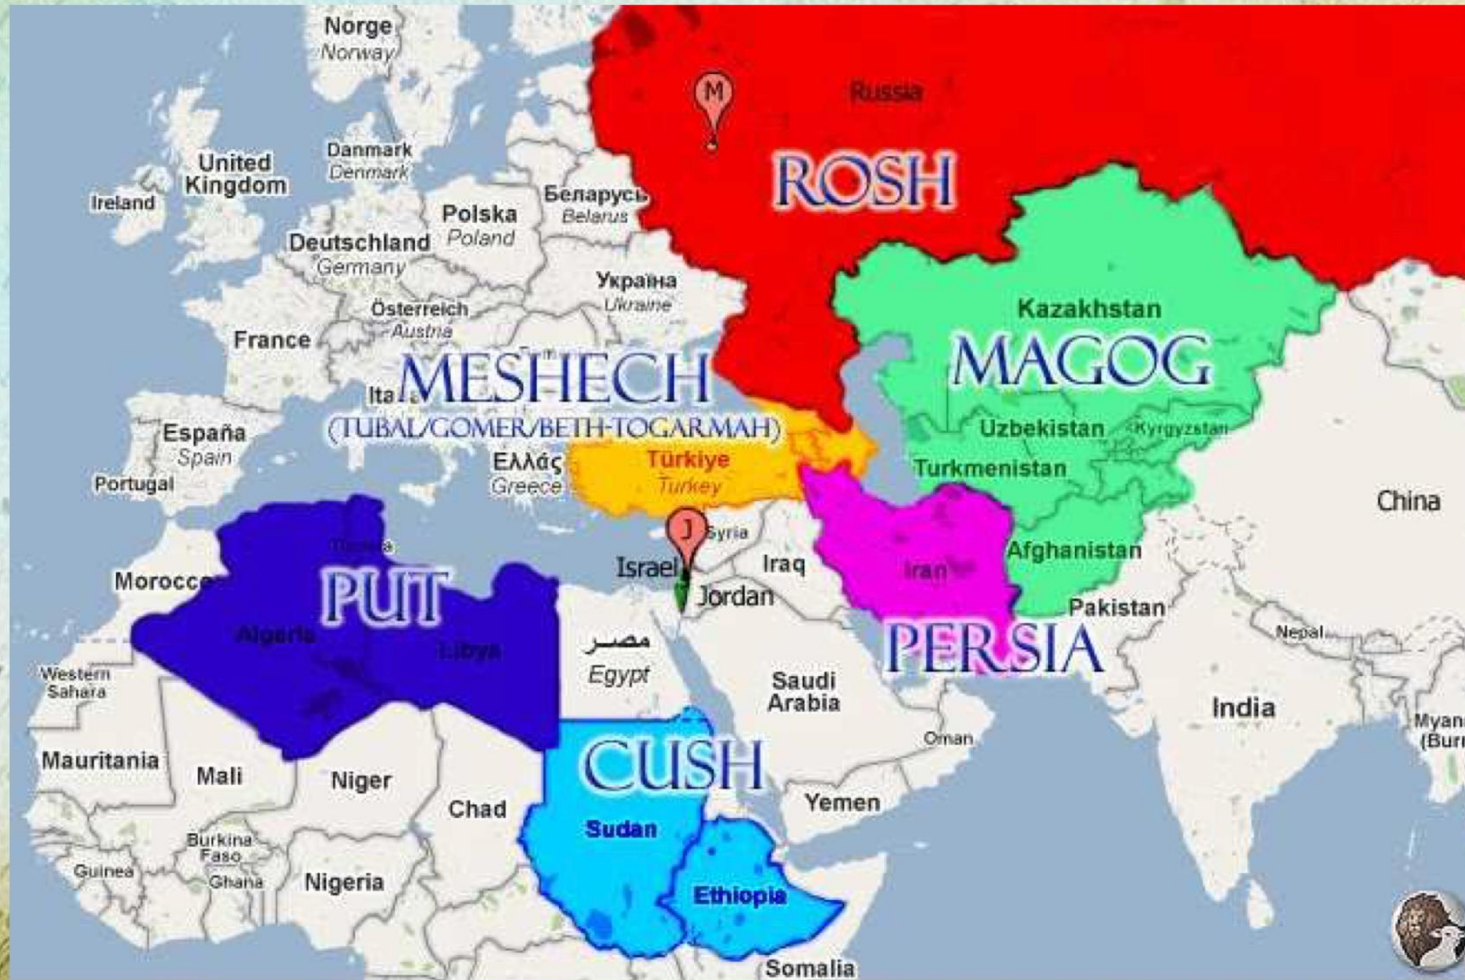 Norge
Norway
M
Russia
Danmark
Denmark
United
Kingdom
Ireland
ROSH
Беларусь
Belarus
Polska
Poland
Deutschland
Germany
Україна
Ukraine
Österreich
Austria
Kazakhstan
France
MESHECH
MAGOG
Ita
(TUBAL/GOMER/BETH-TOGARMAH)
Uzbekistan
Kyrgyzstan
España
Spain
Ελλάς
Greece
Türkiye
Turkey
Turkmenistan
Portugal
China
J
Syria
Israel
Iraq
Iran
Afghanistan
Morocco
PUT
Jordan
Pakistan
Algeria
Libya
مصر
Egypt
PERSIA
Nepal
Western
Sahara
Saudi
Arabia
India
Myan
(Burr
Oman
Mauritania
Mali
Niger
CUSH
Chad
Yemen
Sudan
Burkina
Faso
Guinea
Ghana
Nigeria
Ethiopia
Somalia